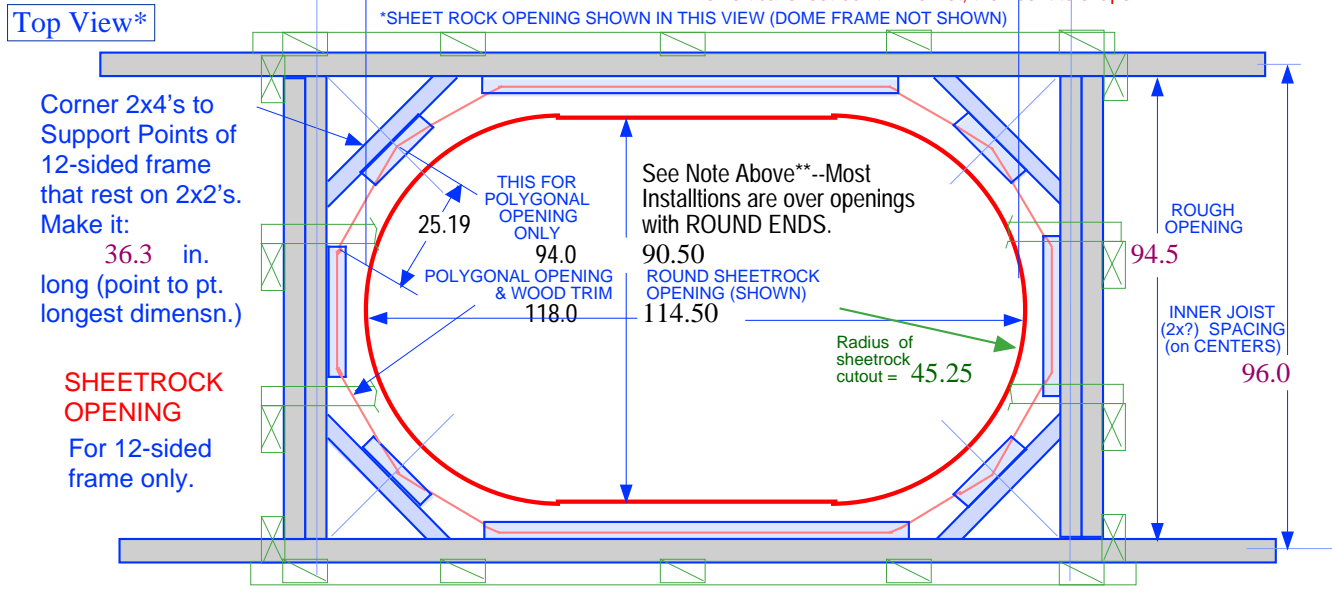 Top View*
*SHEET ROCK OPENING SHOWN IN THIS VIEW (DOME FRAME NOT SHOWN)
Corner 2x4's to
Support Points of
12-sided frame
that rest on 2x2's.
Make it:
36.3 in.
long (point to pt.
longest dimensn.)
SHEETROCK
OPENING
For 12-sided
frame only.
25.19
THIS FOR
POLYGONAL
OPENING
ONLY
94.0
POLYGONAL OPENING
& WOOD TRIM
118.0
See Note Above**--Most
Installtions are over openings
with ROUND ENDS.
90.50
ROUND SHEETROCK
OPENING (SHOWN)
114.50
Radius of
sheetrock
cutout = 45.25
ROUGH
OPENING
94.5
INNER JOIST
(2x?) SPACING
(on CENTERS)
96.0